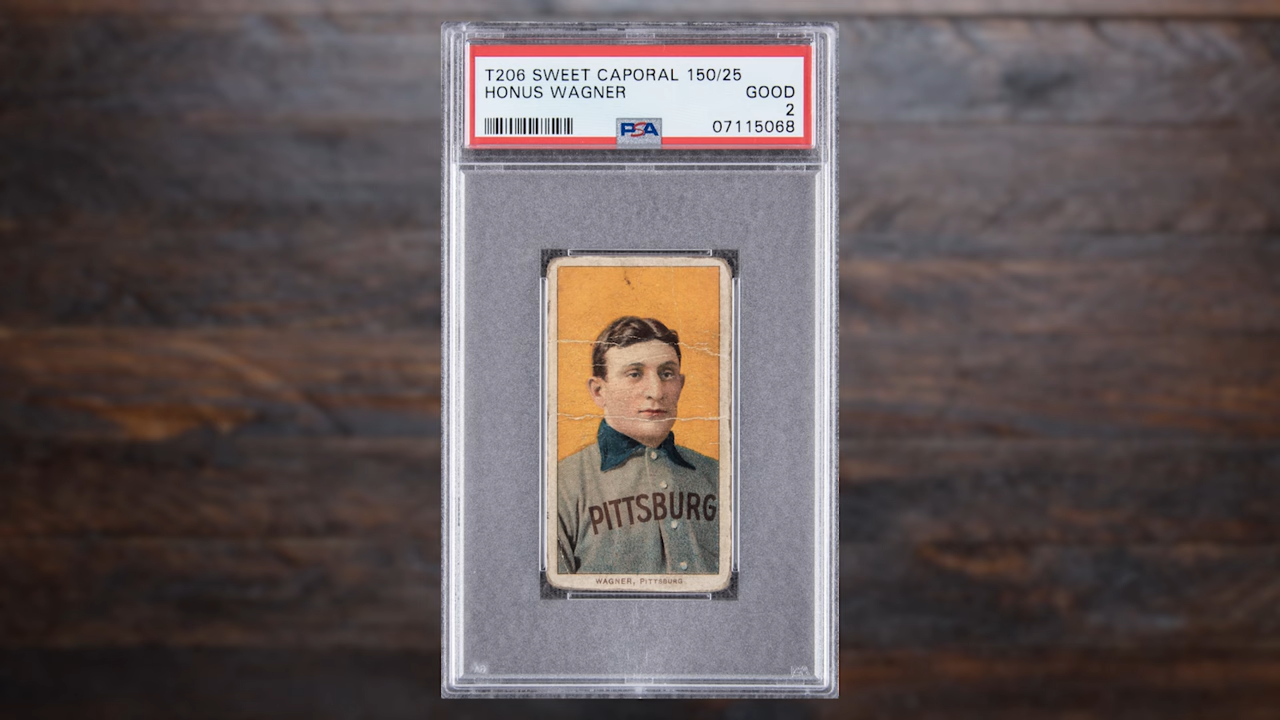 T206 SWEET CAPORAL 150/25
HONUS WAGNER GOOD
2
PSA 07115068
PITTSBURG
WAGNER, PITTSBURG